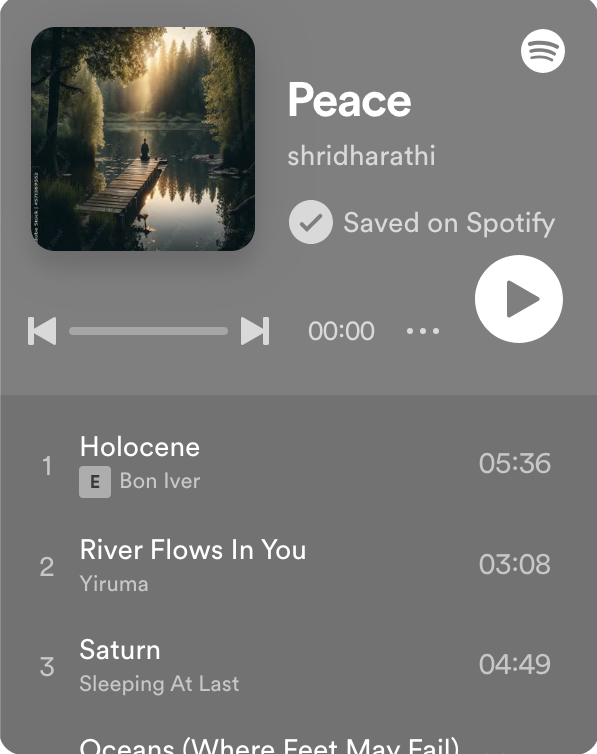 Peace
shridharathi
Saved on Spotify
00:00
1
Holocene
E Bon Iver
05:36
2
River Flows In You
Yiruma
03:08
3
Saturn
Sleeping At Last
04:49
Oceans (Where Feet May Fail)